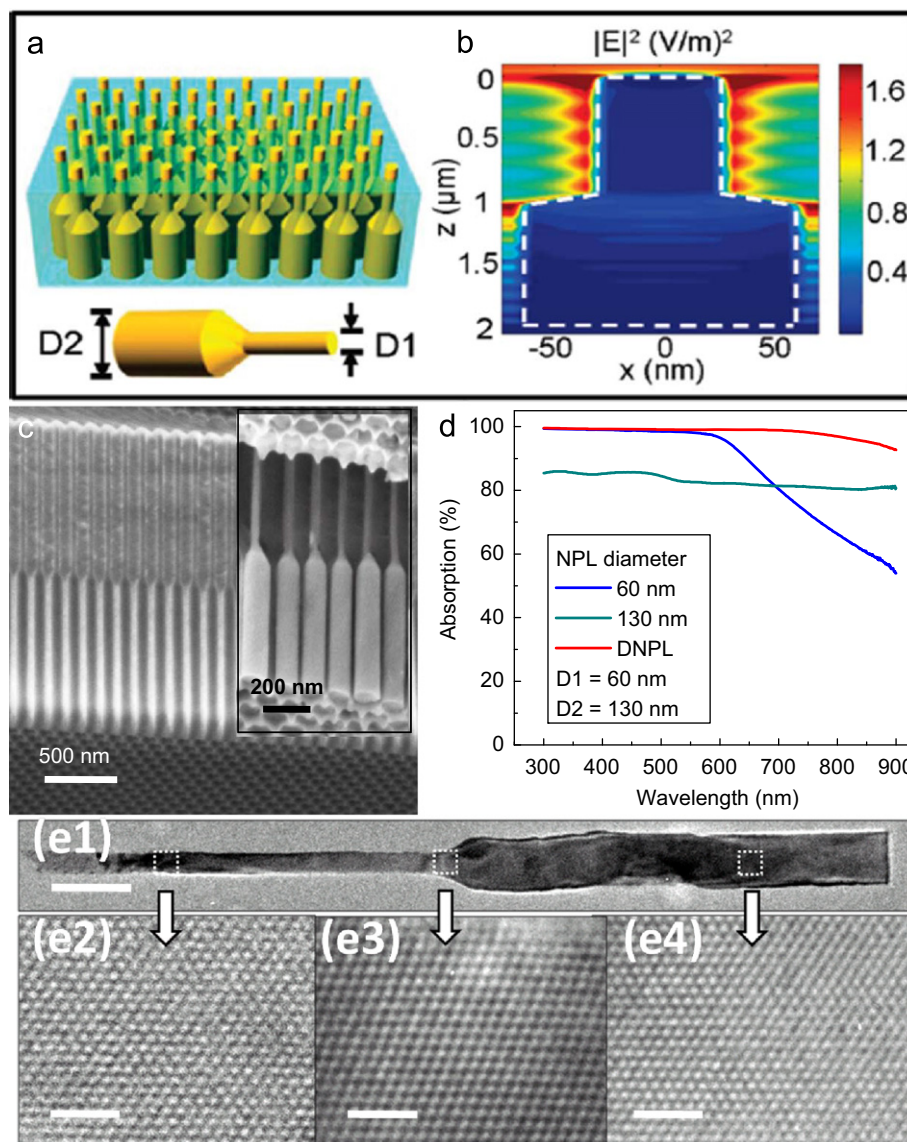 a
D2
D1
b
|E|² (V/m)²
z (μm)
0
0.5
1
1.5
2
-50
0
50
x (nm)
1.6
1.2
0.8
0.4
c
200 nm
500 nm
d
Absorption (%)
100
80
60
40
20
0
NPL diameter
60 nm
130 nm
DNPL
D1 = 60 nm
D2 = 130 nm
300 400 500 600 700 800 900
Wavelength (nm)
(e1)
(e2)
(e3)
(e4)